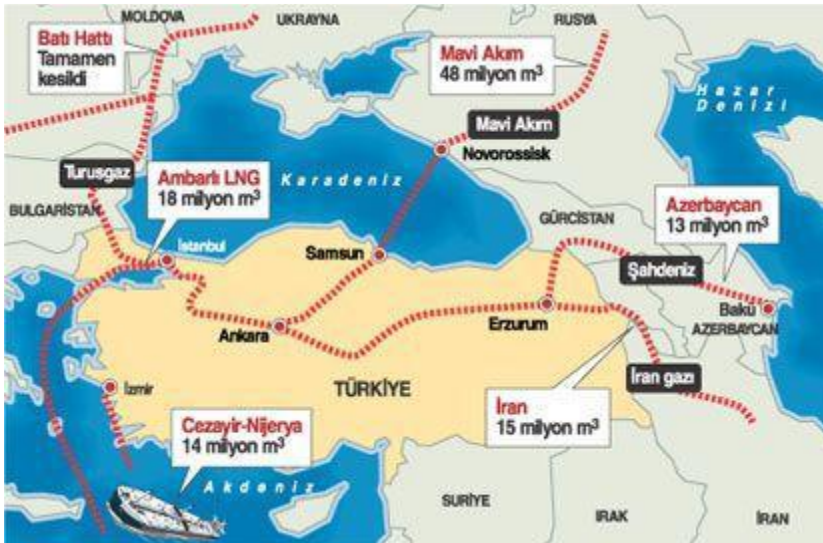 MOLDOVA
UKRAYNA
RUSYA
Batı Hattı
Tamamen
kesildi
Mavi Akım
48 milyon m³
Hazar
Denizi
Mavi Akım
Novorossisk
Turusgaz
Ambarlı LNG
18 milyon m³
Karadeniz
BULGARİSTAN
GÜRCİSTAN
Azerbaycan
13 milyon m³
İstanbul
Samsun
Şahdeniz
Bakü
AZERBAYCAN
Ankara
Erzurum
İzmir
TÜRKİYE
İran gazı
Cezayir-Nijerya
14 milyon m³
İran
15 milyon m³
Akdeniz
SURİYE
IRAK
İRAN